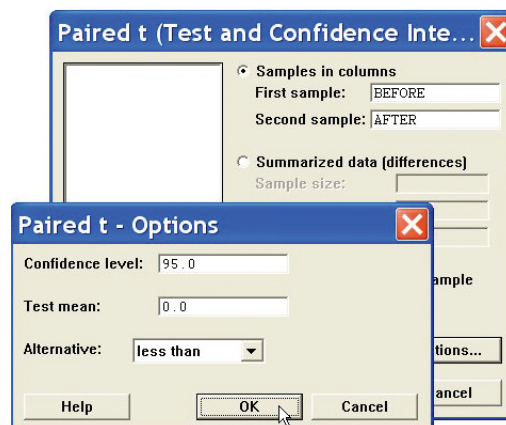 Paired t (Test and Confidence Inte...
Samples in columns
First sample: BEFORE
Second sample: AFTER
Summarized data (differences)
Sample size:
Paired t - Options
Confidence level: 95.0
Test mean: 0.0
Alternative: less than
Help OK Cancel
ample
tions...
ancel